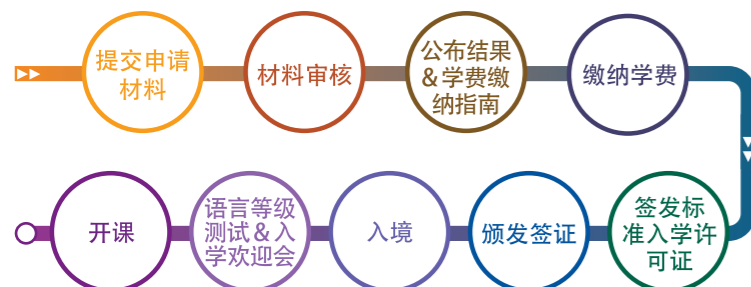 提交申请
材料
材料审核
公布结果
&学费缴
纳指南
缴纳学费
签发标
准入学许
可证
颁发签证
入境
语言等级
测试&入
学欢迎会
开课